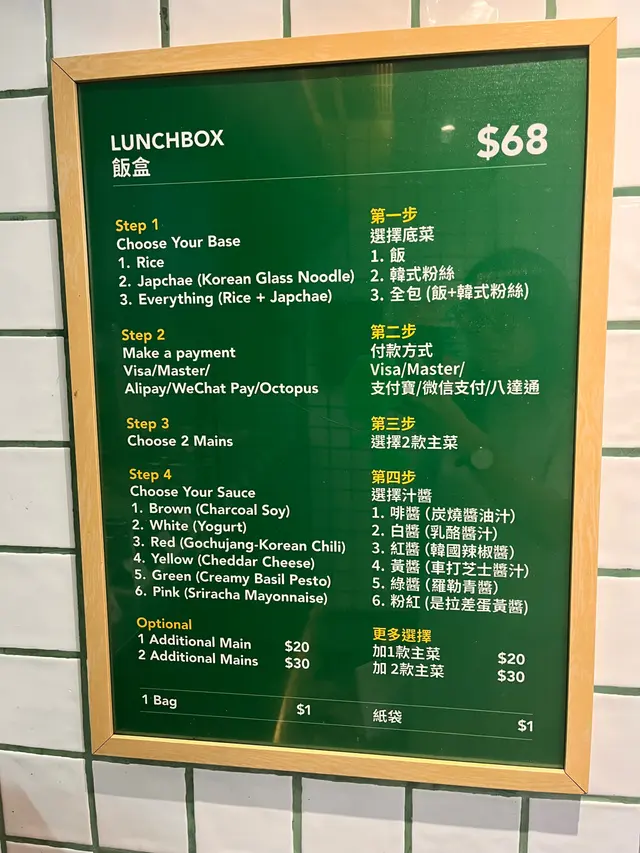 LUNCHBOX
飯盒
$68
Step 1
Choose Your Base
1. Rice
2. Japchae (Korean Glass Noodle)
3. Everything (Rice + Japchae)
Step 2
Make a payment
Visa/Master/
Alipay/WeChat Pay/Octopus
Step 3
Choose 2 Mains
Step 4
Choose Your Sauce
1. Brown (Charcoal Soy)
2. White (Yogurt)
3. Red (Gochujang-Korean Chili)
4. Yellow (Cheddar Cheese)
5. Green (Creamy Basil Pesto)
6. Pink (Sriracha Mayonnaise)
Optional
1 Additional Main $20
2 Additional Mains $30
1 Bag $1
第一步
選擇底菜
1. 飯
2. 韓式粉絲
3. 全包 (飯+韓式粉絲)
第二步
付款方式
Visa/Master/
支付寶/微信支付/八達通
第三步
選擇2款主菜
第四步
選擇汁醬
1. 啡醬 (炭燒醬油汁)
2. 白醬 (乳酪醬汁)
3. 紅醬 (韓國辣椒醬)
4. 黃醬 (車打芝士醬汁)
5. 綠醬 (羅勒青醬)
6. 粉紅 (是拉差蛋黃醬)
更多選擇
加1款主菜 $20
加 2款主菜 $30
紙袋 $1